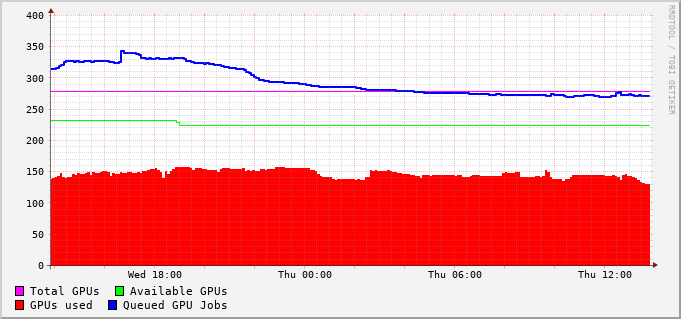 400
350
300
250
200
150
100
50
0
Wed 18:00 Thu 00:00 Thu 06:00 Thu 12:00
Total GPUs Available GPUs
GPUs used Queued GPU Jobs
RRDTOOL / TOBI OETIKER